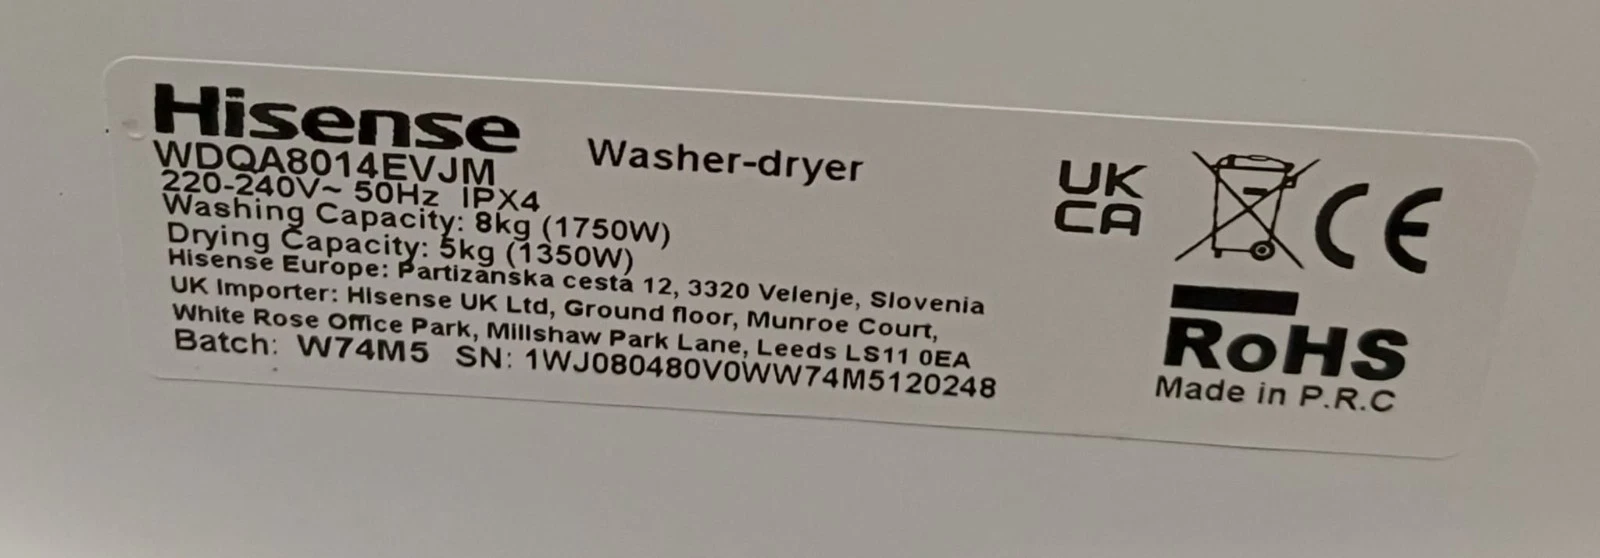 Hisense
WDQA8014EVJM
Washer-dryer
220-240V~ 50Hz IPX4
Washing Capacity: 8kg (1750W)
Drying Capacity: 5kg (1350W)
Hisense Europe: Partizanska cesta 12, 3320 Velenje, Slovenia
UK Importer: Hisense UK Ltd, Ground floor, Munroe Court,
White Rose Office Park, Millshaw Park Lane, Leeds LS11 0EA
Batch: W74M5 SN: 1WJ080480V0WW74M5120248
UK
CA
CE
RoHS
Made in P.R.C